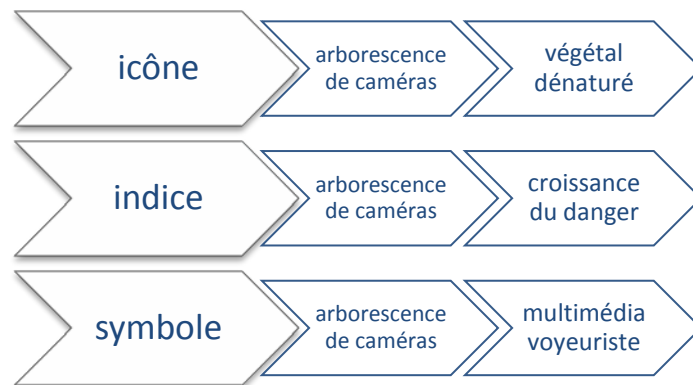 icône
arborescence
de caméras
végétal
dénaturé
indice
arborescence
de caméras
croissance
du danger
symbole
arborescence
de caméras
multimédia
voyeuriste